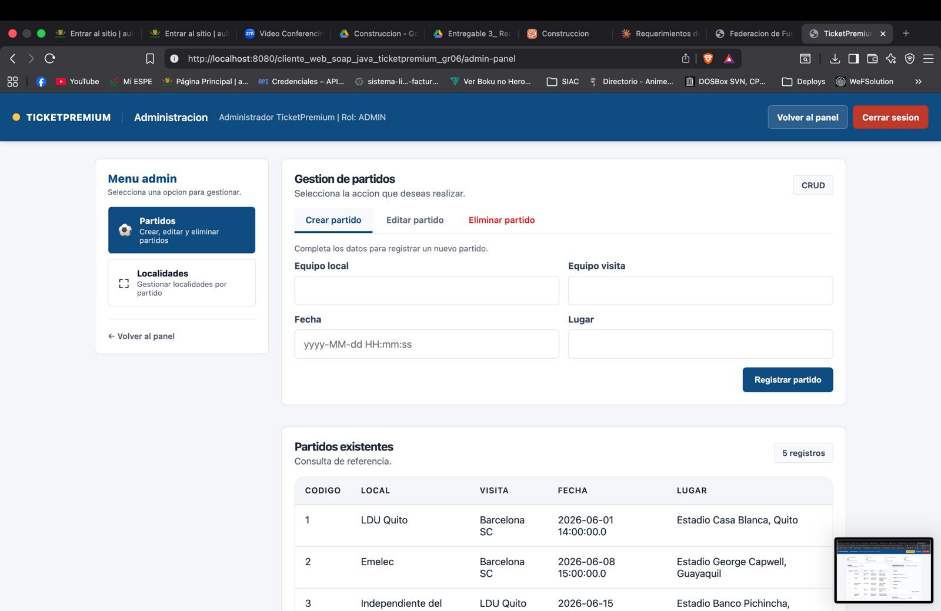 Entrar al sitio | aul
Entrar al sitio | aul
Video Conferencin
Construccion - Go
Entregable 3_ Rec
Construccion
Requerimientos de
Federacion de Fut
TicketPremium
http://localhost:8080/cliente_web_soap_java_ticketpremium_gr06/admin-panel
YouTube
Mi ESPE
Página Principal | a...
API Credenciales – API...
sistema-li...-factur...
Ver Boku no Hero...
SIAC
Directorio - Anime...
DOSBox SVN, CP...
Deploys
WeFSolution
»
TICKETPREMIUM
Administracion
Administrador TicketPremium | Rol: ADMIN
Volver al panel
Cerrar sesion
Menu admin
Selecciona una opcion para gestionar.
Partidos
Crear, editar y eliminar
partidos
Localidades
Gestionar localidades por
partido
← Volver al panel
Gestion de partidos
Selecciona la accion que deseas realizar.
CRUD
Crear partido
Editar partido
Eliminar partido
Completa los datos para registrar un nuevo partido.
Equipo local
Equipo visita
Fecha
Lugar
yyyy-MM-dd HH:mm:ss
Registrar partido
Partidos existentes
Consulta de referencia.
5 registros
CODIGO LOCAL VISITA FECHA LUGAR
1 LDU Quito Barcelona SC 2026-06-01 14:00:00.0 Estadio Casa Blanca, Quito
2 Emelec Barcelona SC 2026-06-08 15:00:00.0 Estadio George Capwell, Guayaquil
3 Independiente del LDU Quito 2026-06-15 Estadio Banco Pichincha,